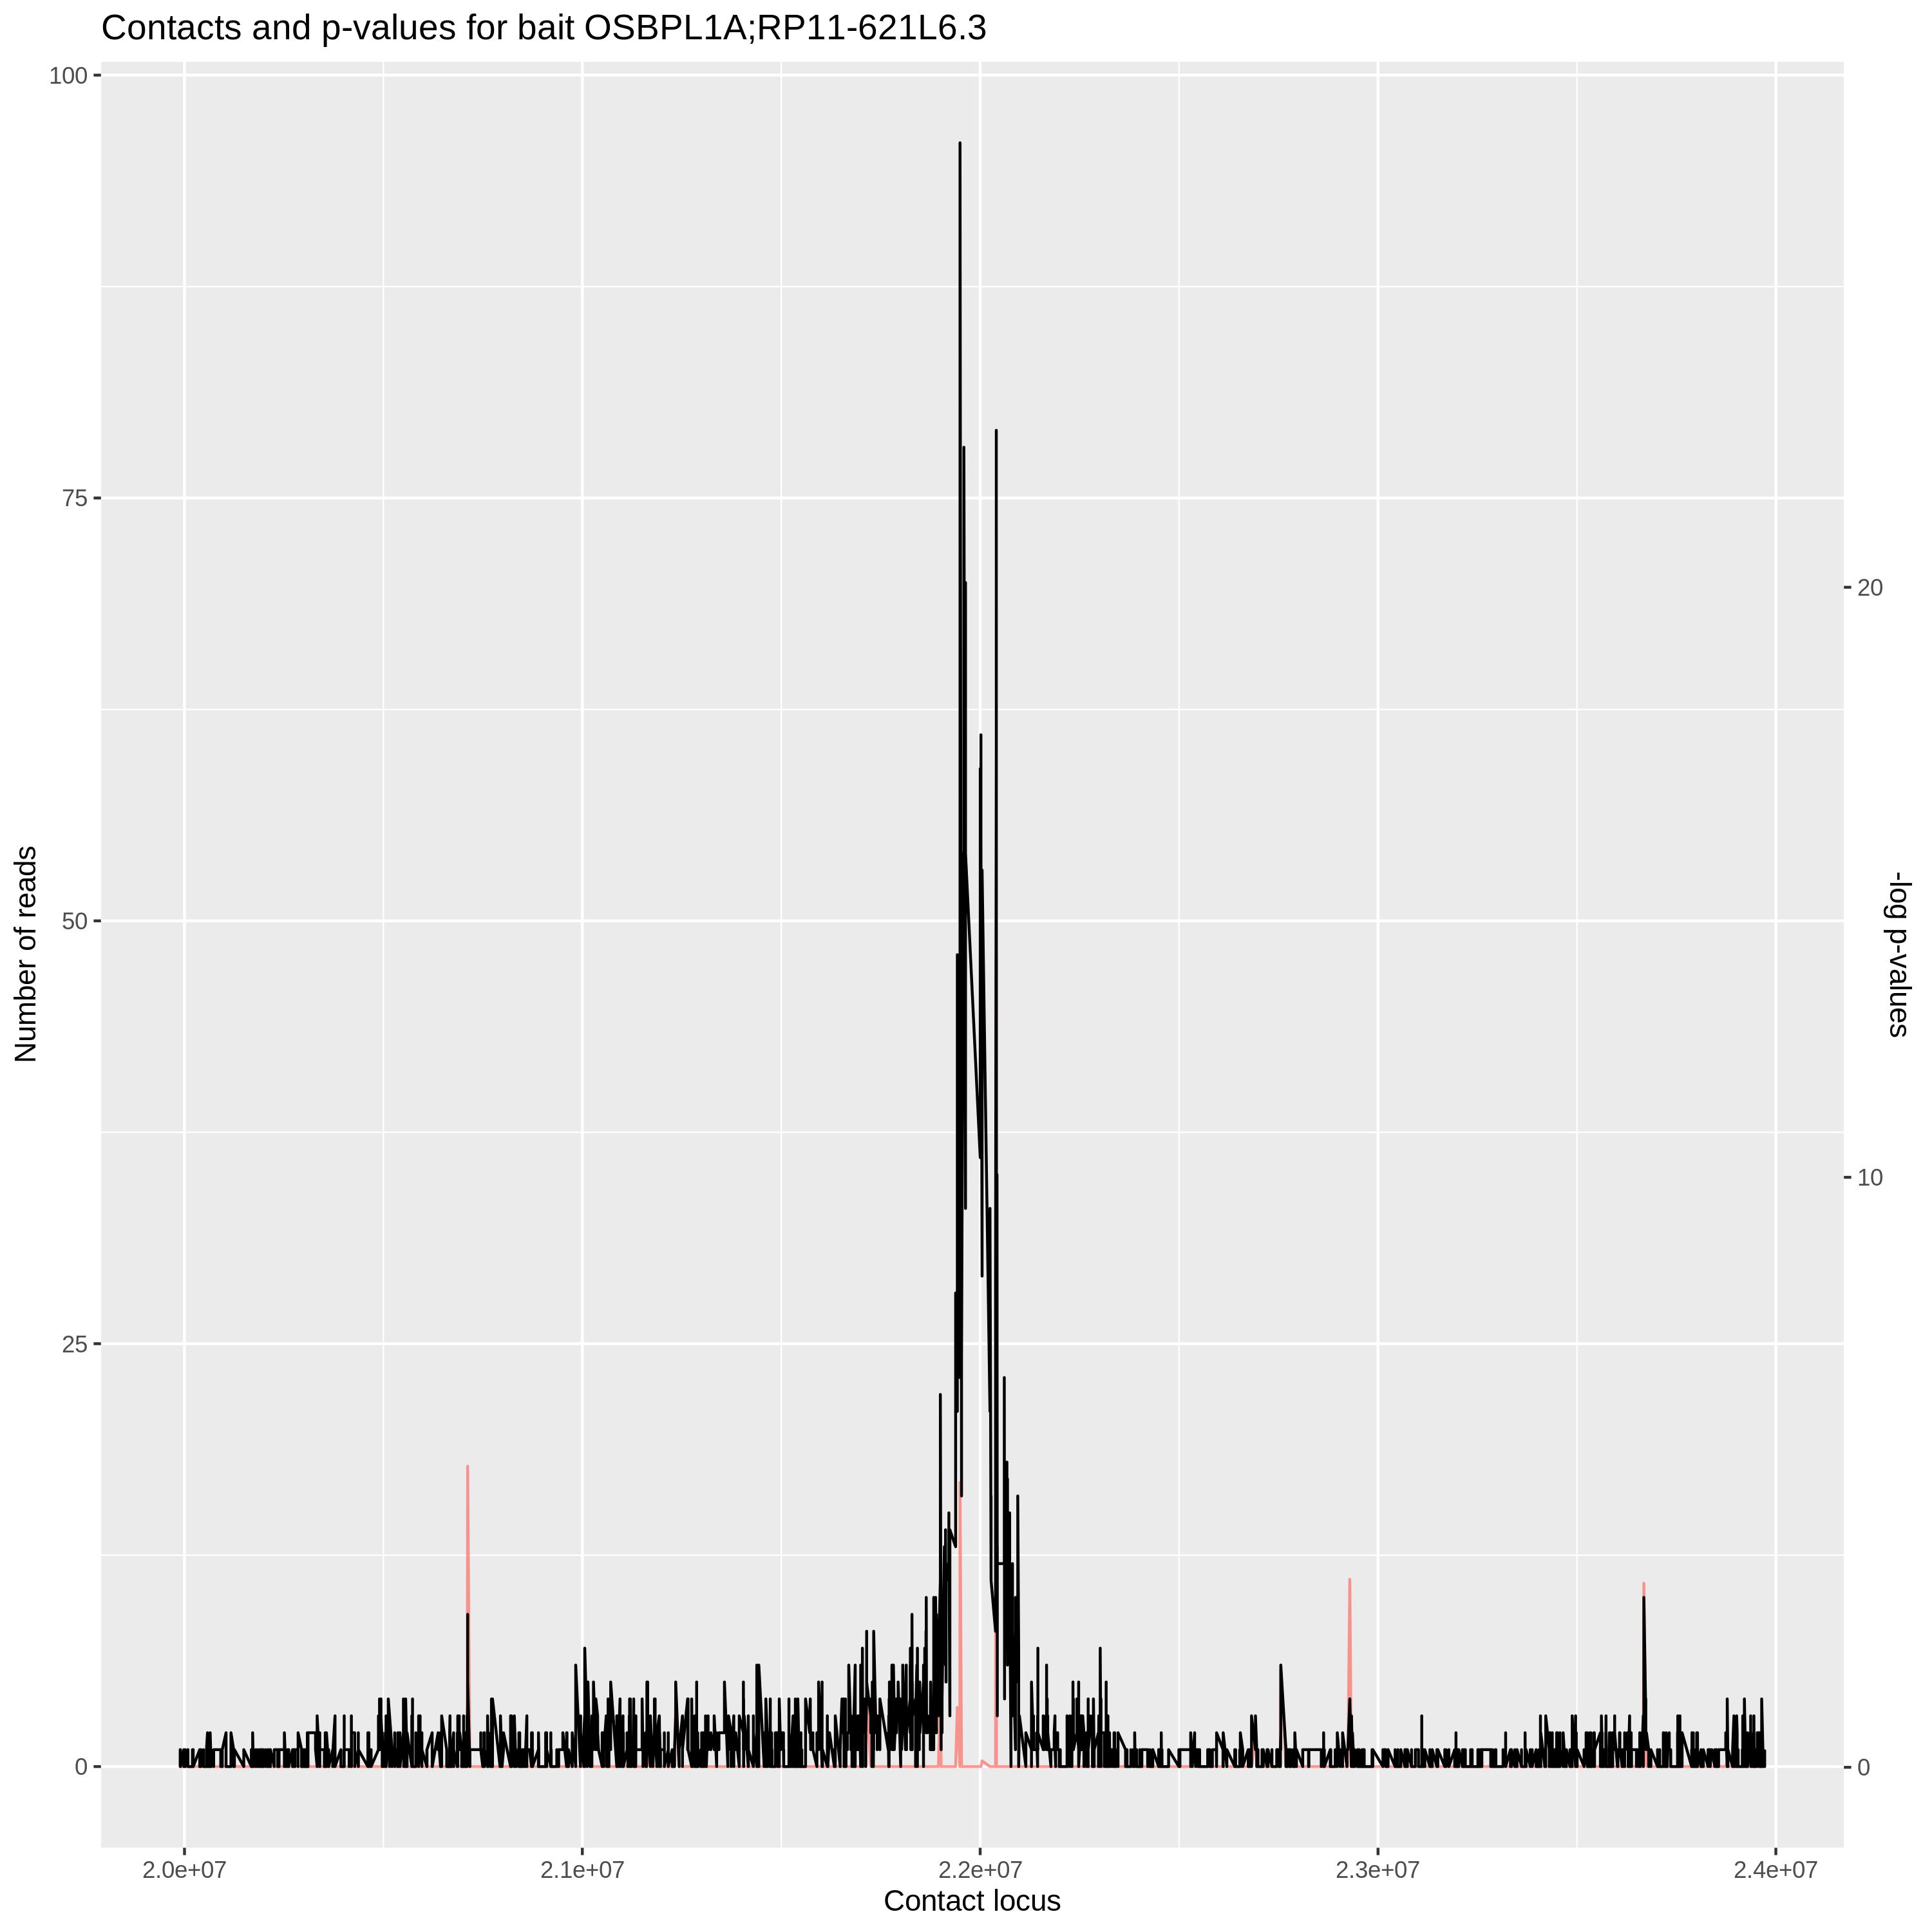 Contacts and p-values for bait OSBPL1A;RP11-621L6.3
100
75
50
25
0
Number of reads
20
10
0
-log p-values
2.0e+07
2.1e+07
2.2e+07
2.3e+07
2.4e+07
Contact locus